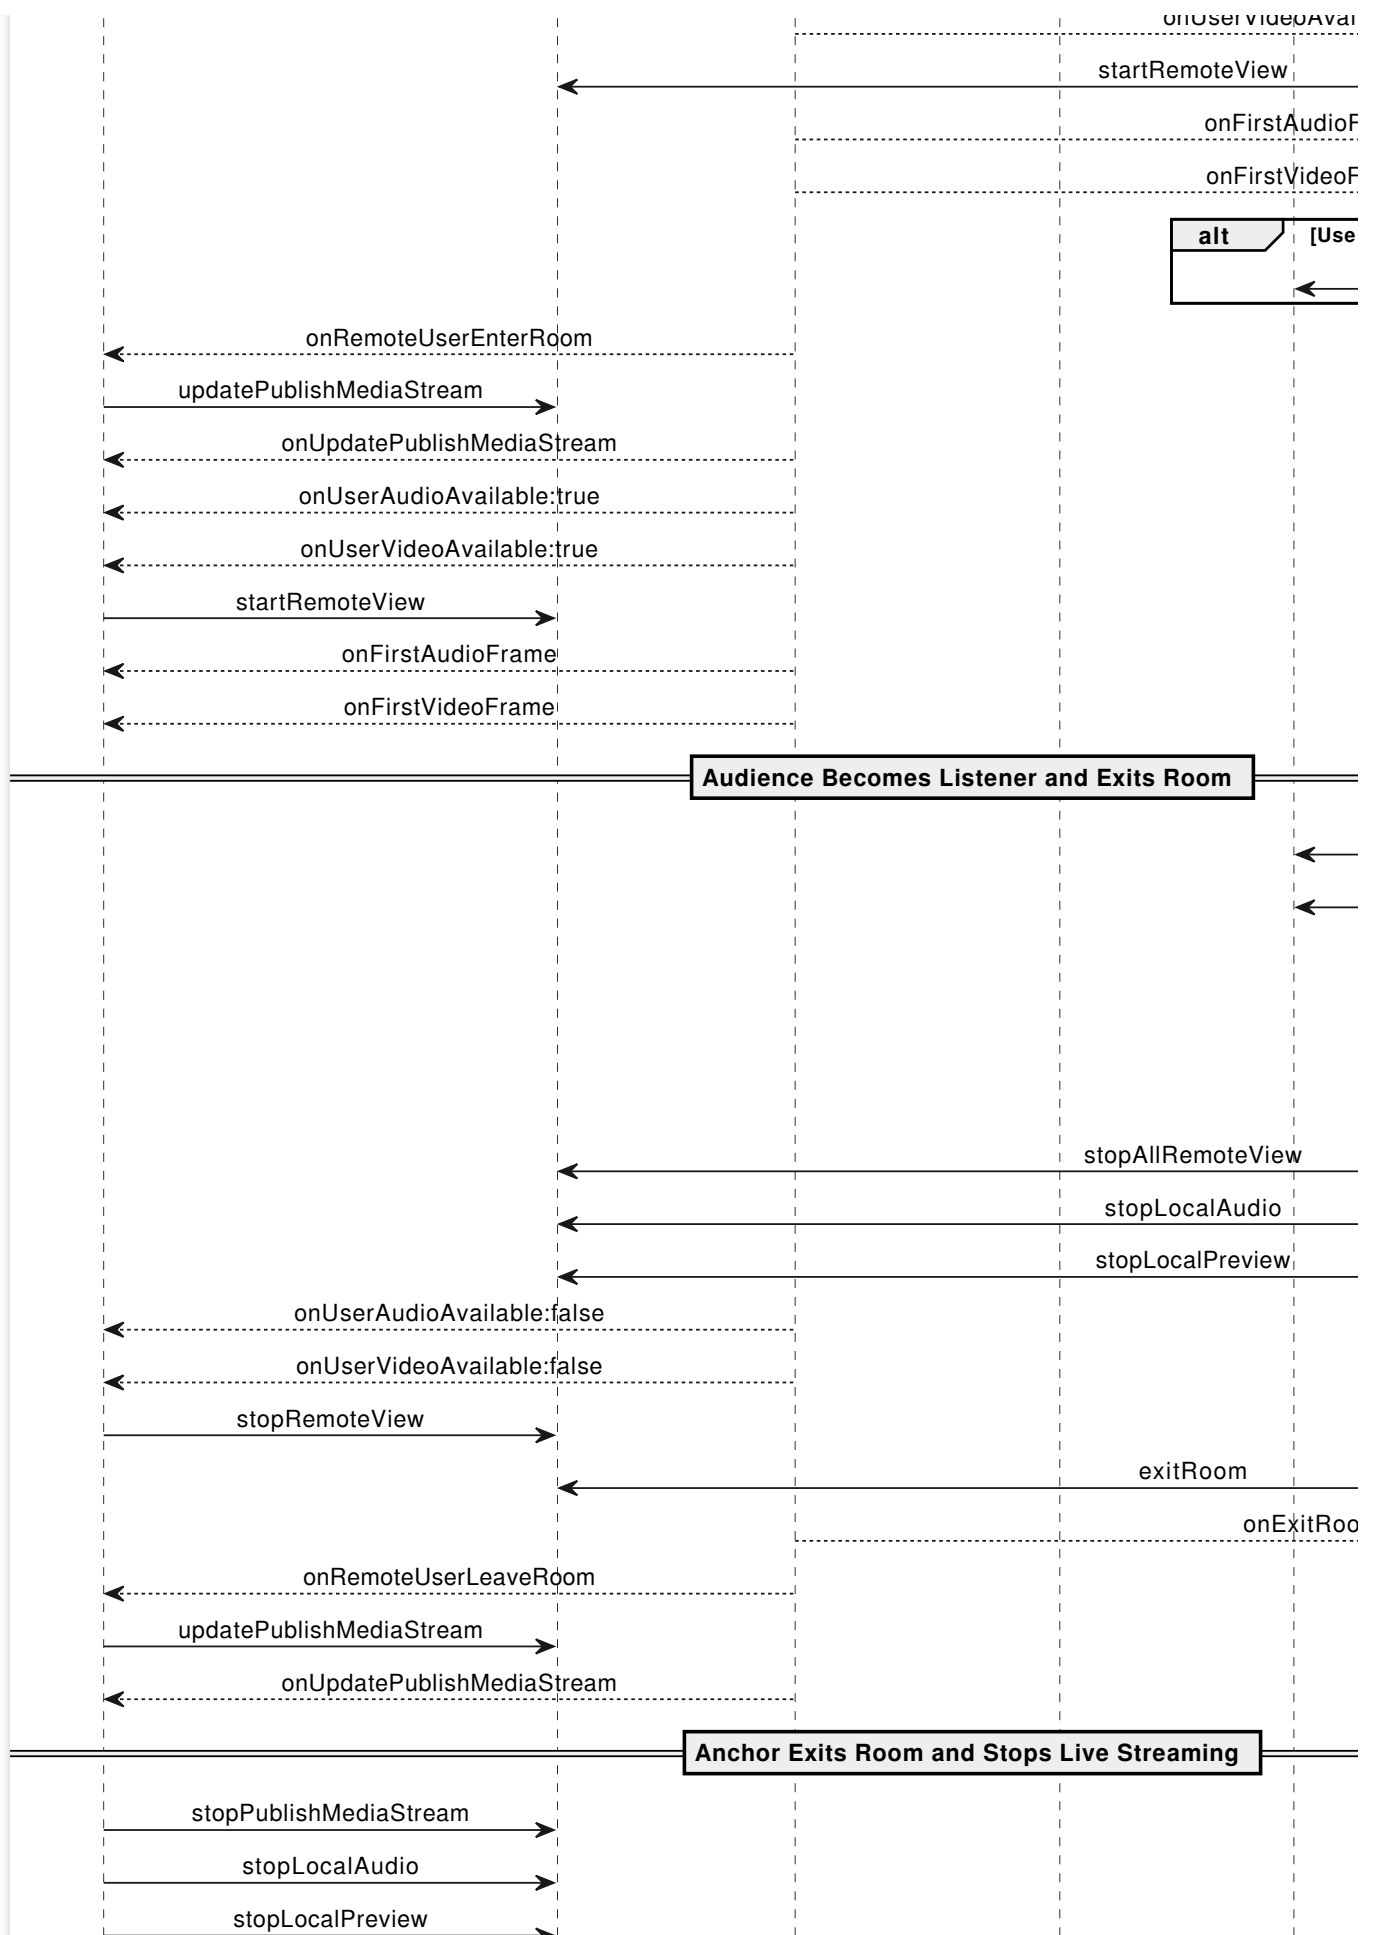 startRemoteView
onFirstAudioF
onFirstVideoF
alt [Use
onRemoteUserEnterRoom
updatePublishMediaStream
onUpdatePublishMediaStream
onUserAudioAvailable:true
onUserVideoAvailable:true
startRemoteView
onFirstAudioFrame
onFirstVideoFrame
Audience Becomes Listener and Exits Room
stopAllRemoteView
stopLocalAudio
stopLocalPreview
onUserAudioAvailable:false
onUserVideoAvailable:false
stopRemoteView
exitRoom
onExitRoo
onRemoteUserLeaveRoom
updatePublishMediaStream
onUpdatePublishMediaStream
Anchor Exits Room and Stops Live Streaming
stopPublishMediaStream
stopLocalAudio
stopLocalPreview